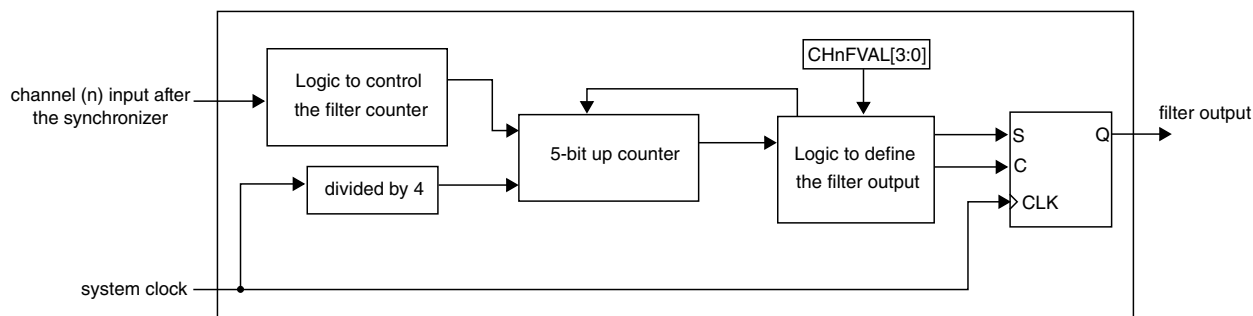 CHnFVAL[3:0]
Logic to control
the filter counter
channel (n) input after
the synchronizer
filter output
5-bit up counter
Logic to define
the filter output
S
Q
C
CLK
divided by 4
system clock